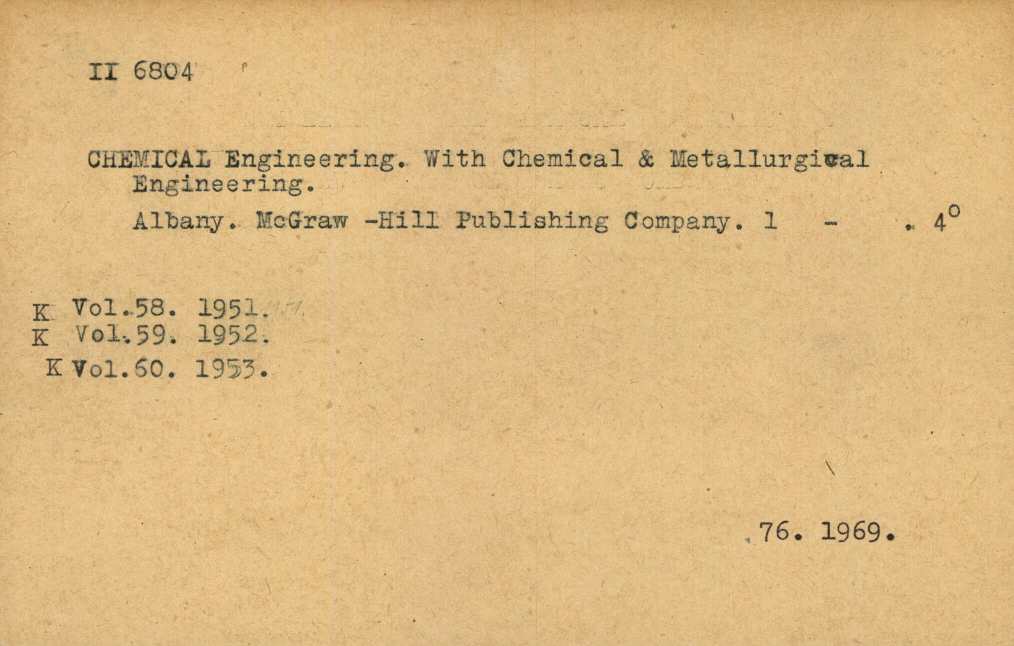 II 6804
CHEMICAL Engineering. With Chemical & Metallurgical
Engineering.
Albany. McGraw -Hill Publishing Company. 1 - . 4°
K Vol.58. 1951.
K Vol.59. 1952.
K Vol.60. 1953.
76. 1969.